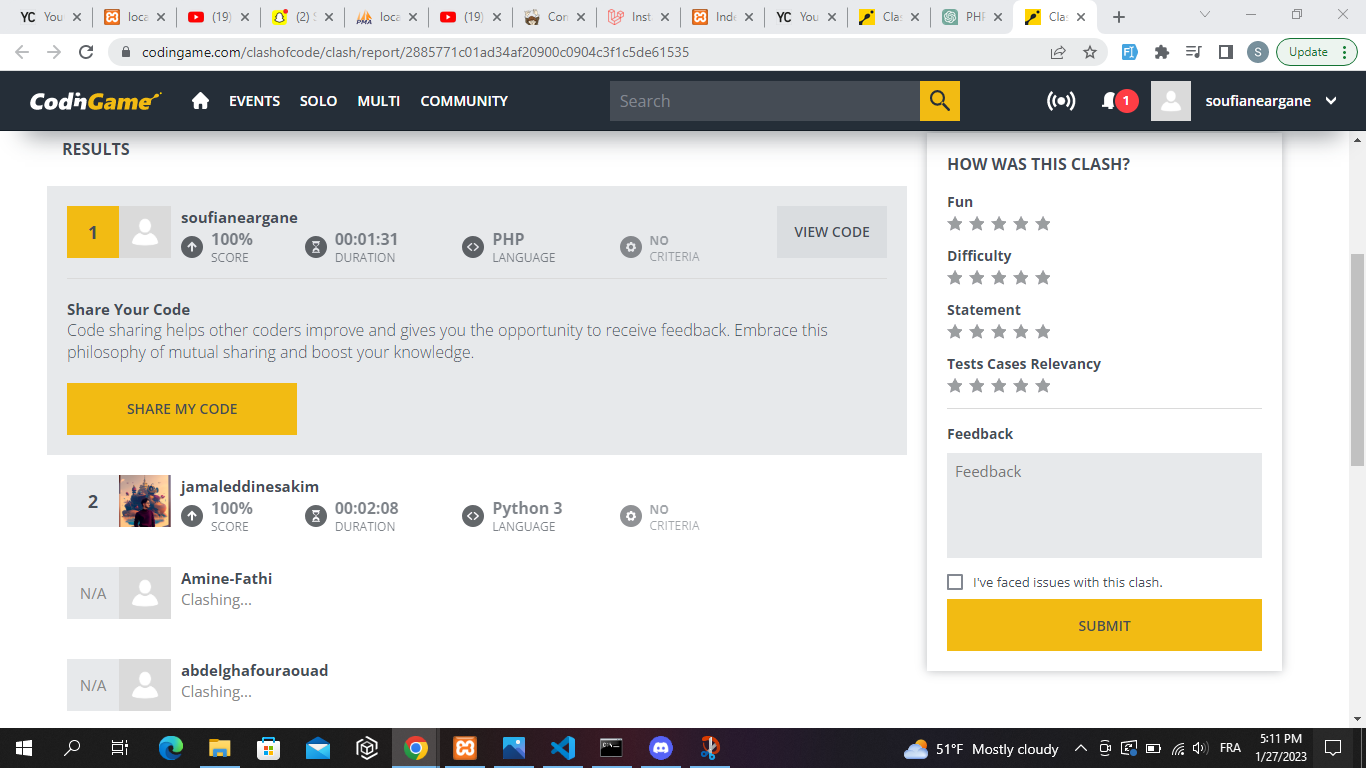 YC You
loca
(19)
(2)
loca
(19)
Con
Inst
Inde
YC You
Clas
PHP
Clas
codingame.com/clashofcode/clash/report/2885771c01ad34af20900c0904c3f1c5de61535
S
Update
CodinGame
EVENTS SOLO MULTI COMMUNITY
Search
1
soufianeargane
RESULTS
1
soufianeargane
100%
SCORE
00:01:31
DURATION
PHP
LANGUAGE
NO
CRITERIA
VIEW CODE
Share Your Code
Code sharing helps other coders improve and gives you the opportunity to receive feedback. Embrace this
philosophy of mutual sharing and boost your knowledge.
SHARE MY CODE
2
jamaleddinesakim
100%
SCORE
00:02:08
DURATION
Python 3
LANGUAGE
NO
CRITERIA
N/A
Amine-Fathi
Clashing...
N/A
abdelghafouraouad
Clashing...
HOW WAS THIS CLASH?
Fun
Difficulty
Statement
Tests Cases Relevancy
Feedback
Feedback
I've faced issues with this clash.
SUBMIT
51°F Mostly cloudy
FRA
5:11 PM
1/27/2023